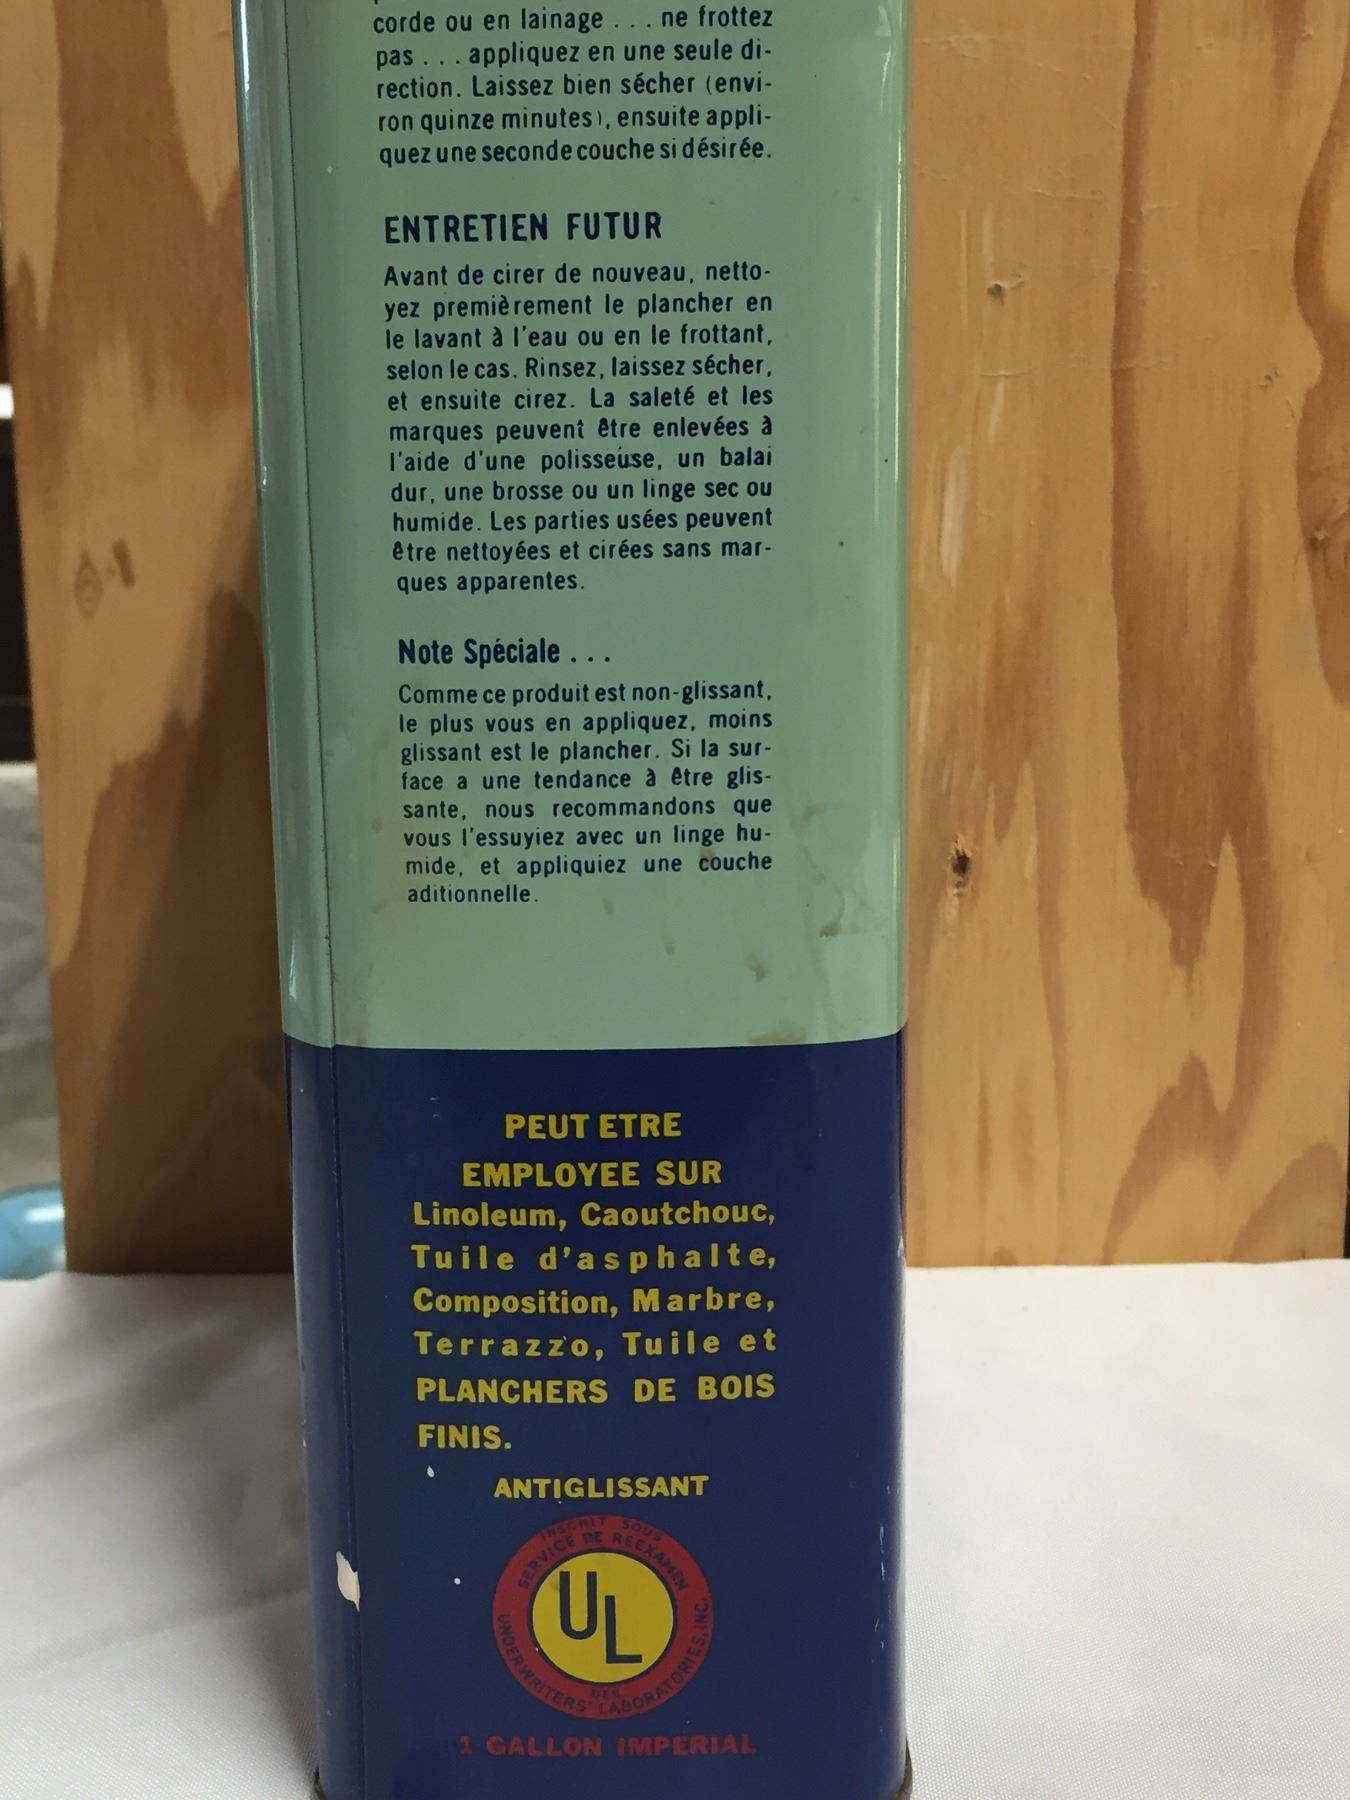 corde ou en lainage . . . ne frottez
pas . . . appliquez en une seule di-
rection. Laissez bien sécher (envi-
ron quinze minutes), ensuite appli-
quez une seconde couche si désirée.
ENTRETIEN FUTUR
Avant de cirer de nouveau, netto-
yez premièrement le plancher en
le lavant à l'eau ou en le frottant,
selon le cas. Rinsez, laissez sécher,
et ensuite cirez. La saleté et les
marques peuvent être enlevées à
l'aide d'une polisseuse, un balai
dur, une brosse ou un linge sec ou
humide. Les parties usées peuvent
être nettoyées et cirées sans mar-
ques apparentes.
Note Spéciale . . .
Comme ce produit est non-glissant,
le plus vous en appliquez, moins
glissant est le plancher. Si la sur-
face a une tendance à être glis-
sante, nous recommandons que
vous l'essuyiez avec un linge hu-
mide, et appliquiez une couche
aditionnelle.
PEUT ETRE
EMPLOYEE SUR
Linoleum, Caoutchouc,
Tuile d'asphalte,
Composition, Marbre,
Terrazzo, Tuile et
PLANCHERS DE BOIS
FINIS.
ANTIGLISSANT
INSCRIT SOUS
SERVICE DE REEXAMEN
UL
DES
UNDERWRITERS' LABORATORIES, INC.
1 GALLON IMPERIAL